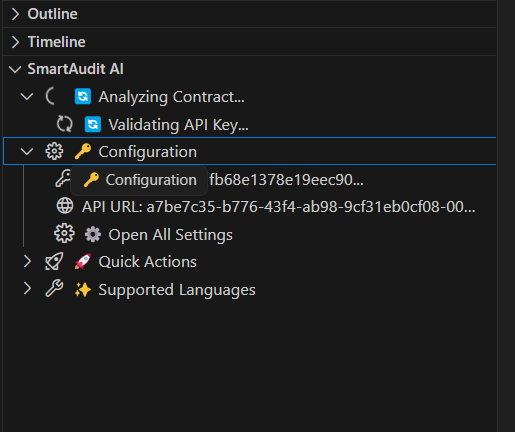 Outline
Timeline
SmartAudit AI
Analyzing Contract...
Validating API Key...
Configuration
Configuration fb68e1378e19eec90...
API URL: a7be7c35-b776-43f4-ab98-9cf31eb0cf08-00...
Open All Settings
Quick Actions
Supported Languages